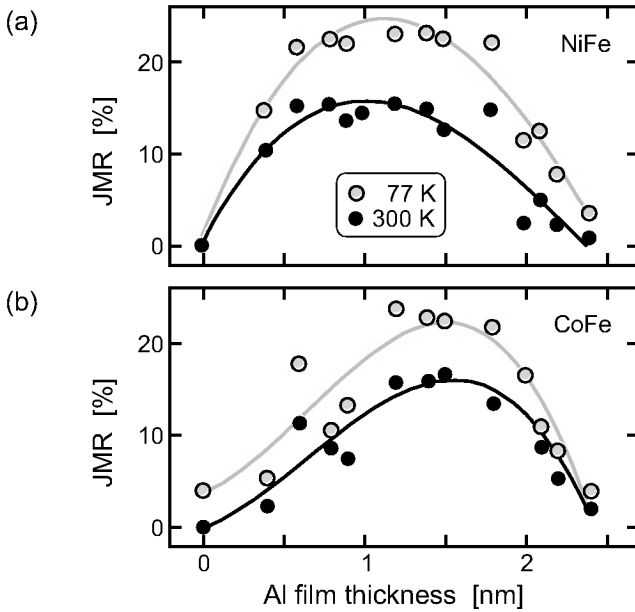 (a)
NiFe
20
10
0
JMR [%]
77 K
300 K
(b)
CoFe
20
10
0
JMR [%]
0 1 2
Al film thickness [nm]